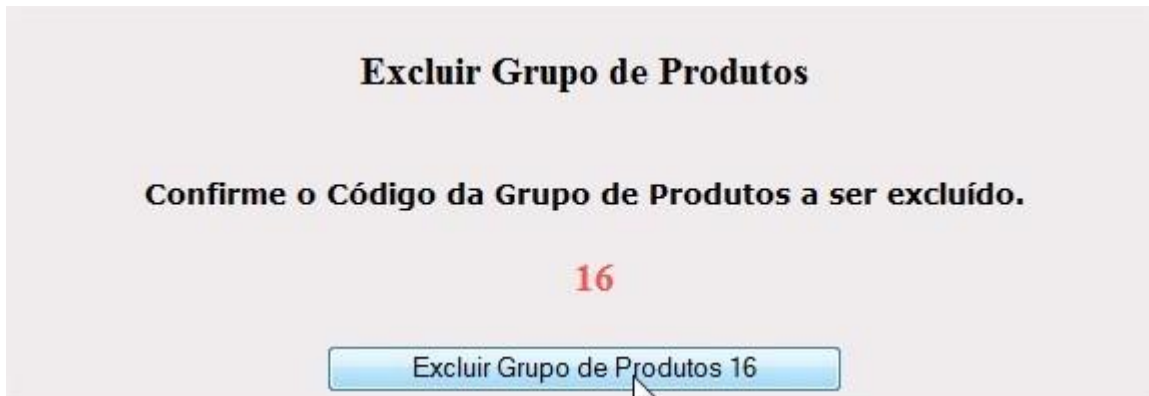 Excluir Grupo de Produtos
Confirme o Código da Grupo de Produtos a ser excluído.
16
Excluir Grupo de Produtos 16